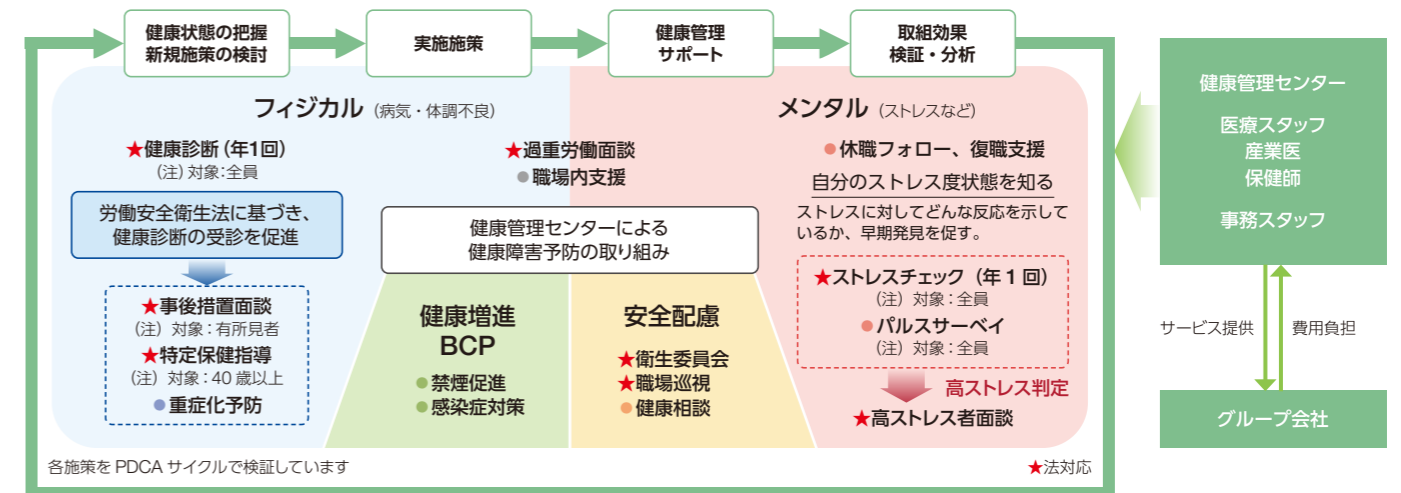 健康状態の把握
新規施策の検討
実施施策
健康管理
サポート
取組効果
検証・分析
フィジカル（病気・体調不良）
メンタル（ストレスなど）
★健康診断（年1回）
（注）対象：全員
労働安全衛生法に基づき、
健康診断の受診を促進
★事後措置面談
（注）対象：有所見者
★特定保健指導
（注）対象：40歳以上
●重症化予防
★過重労働面談
●職場内支援
健康管理センターによる
健康障害予防の取り組み
健康増進
BCP
●禁煙促進
●感染症対策
安全配慮
★衛生委員会
★職場巡視
●健康相談
●休職フォロー、復職支援
自分のストレス度状態を知る
ストレスに対してどんな反応を示して
いるか、早期発見を促す。
★ストレスチェック（年1回）
（注）対象：全員
●パルスサーベイ
（注）対象：全員
高ストレス判定
★高ストレス者面談
各施策をPDCAサイクルで検証しています
★法対応
健康管理センター
医療スタッフ
産業医
保健師
事務スタッフ
サービス提供
費用負担
グループ会社